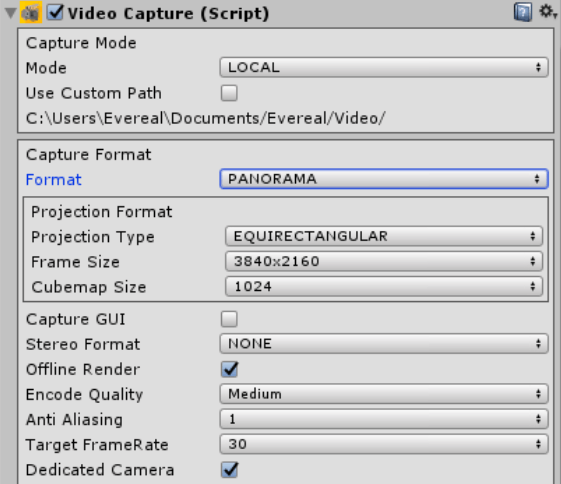 Video Capture (Script)
Capture Mode
Mode LOCAL
Use Custom Path
C:\Users\Evereal\Documents/Evereal/Video/
Capture Format
Format PANORAMA
Projection Format
Projection Type EQUIRECTANGULAR
Frame Size 3840x2160
Cubemap Size 1024
Capture GUI
Stereo Format NONE
Offline Render
Encode Quality Medium
Anti Aliasing 1
Target FrameRate 30
Dedicated Camera